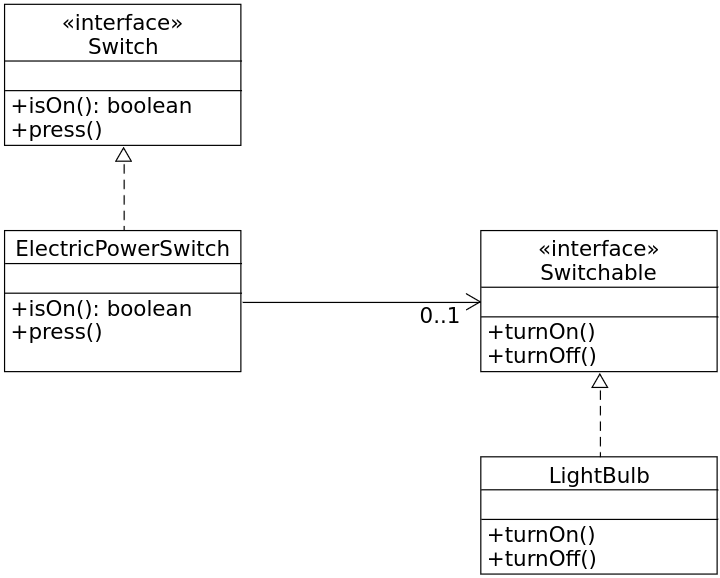 «interface»
Switch
+isOn(): boolean
+press()
ElectricPowerSwitch
+isOn(): boolean
+press()
0..1
«interface»
Switchable
+turnOn()
+turnOff()
LightBulb
+turnOn()
+turnOff()